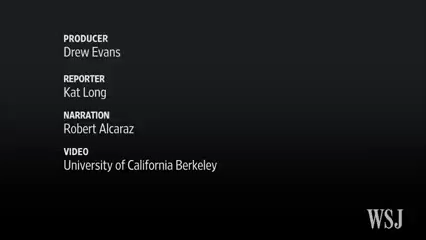 PRODUCER
Drew Evans
REPORTER
Kat Long
NARRATION
Robert Alcaraz
VIDEO
University of California Berkeley
WSJ